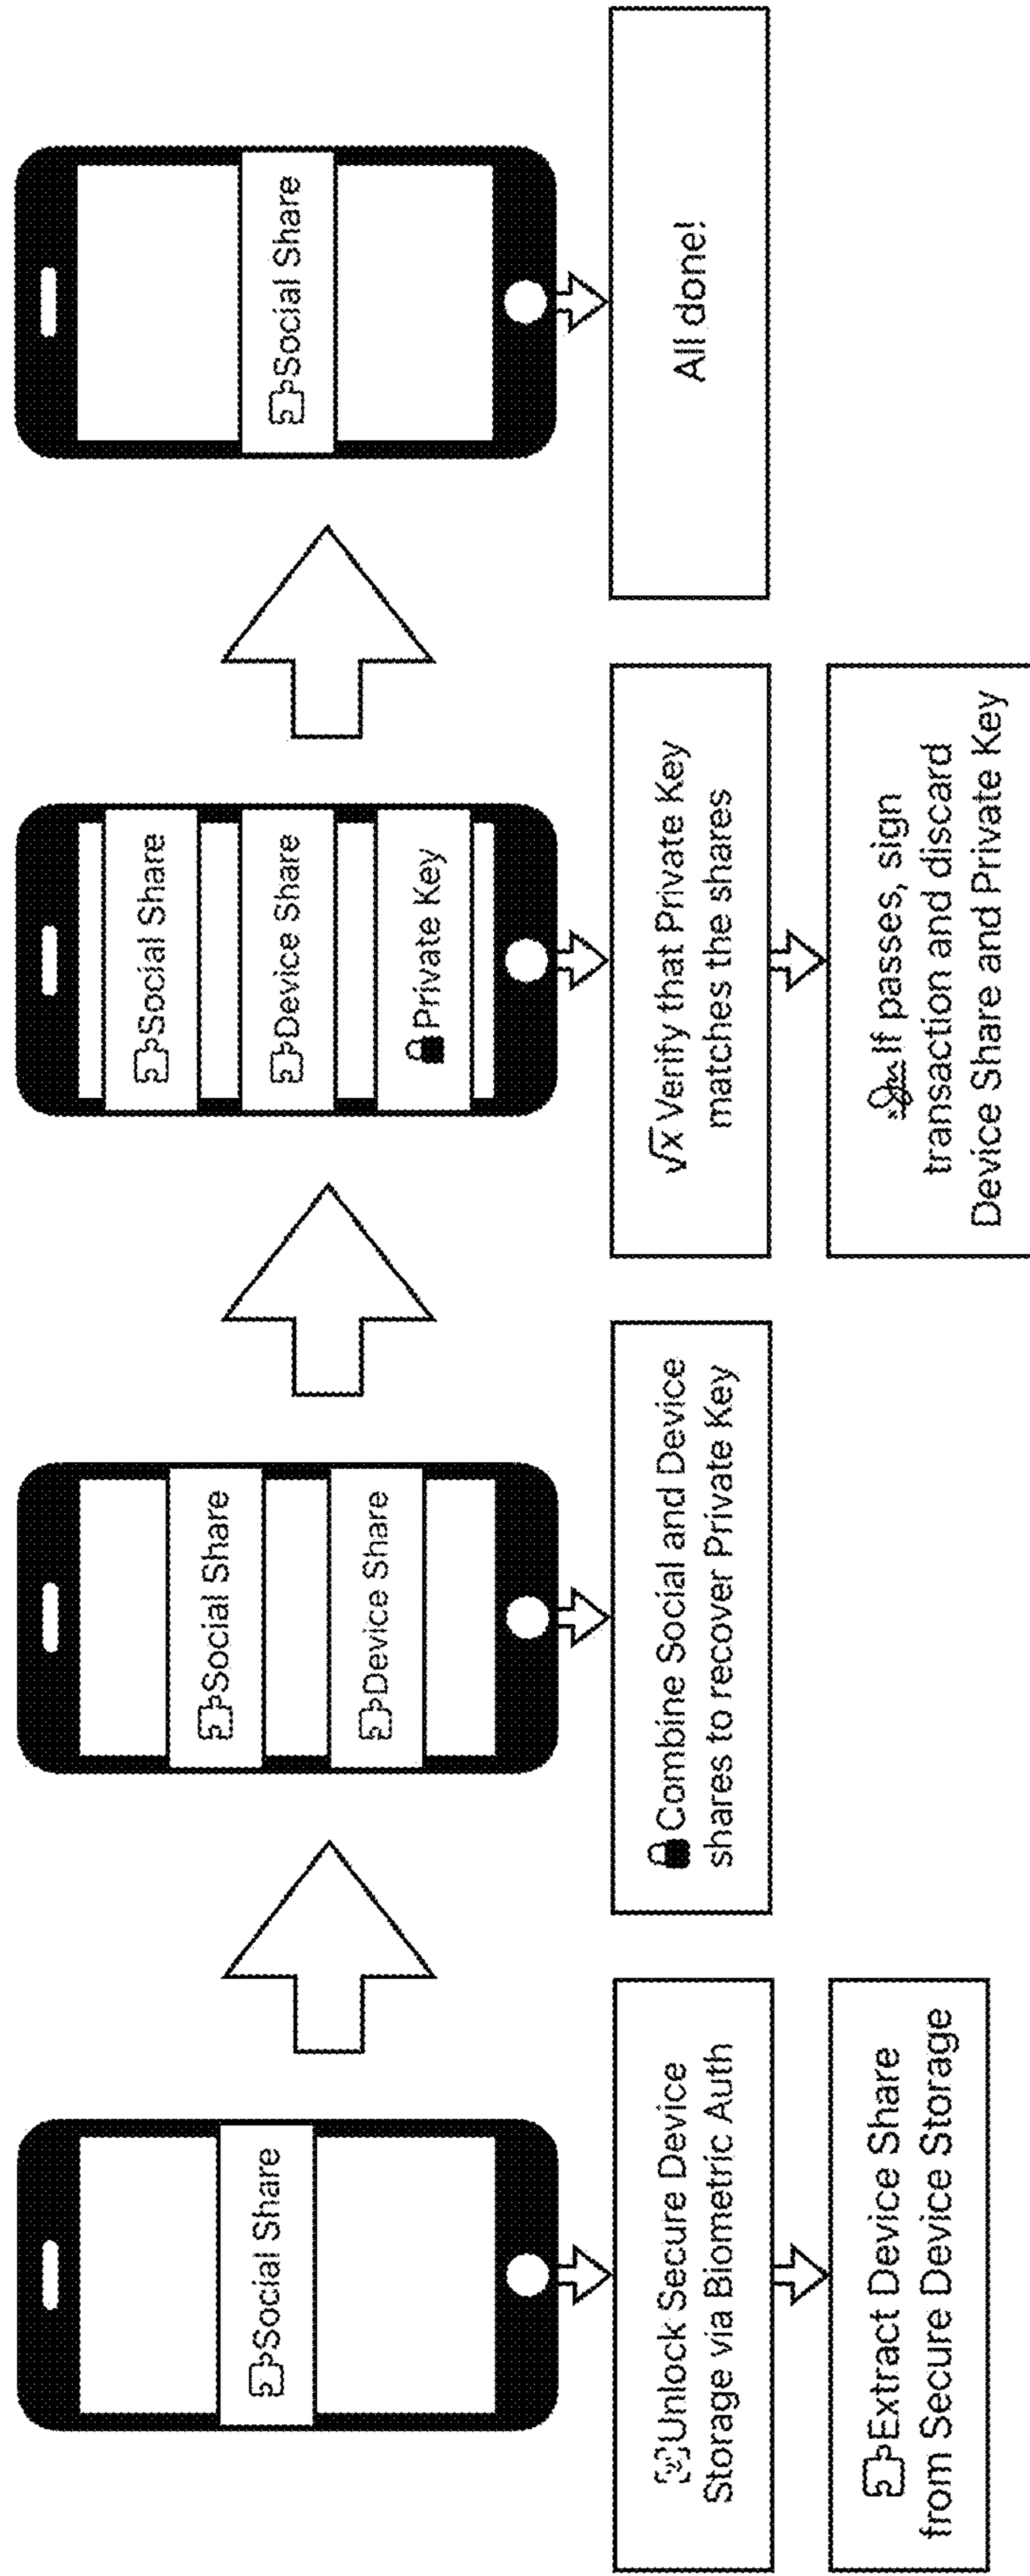 Social Share
Unlock Secure Device
Storage via Biometric Auth
Extract Device Share
from Secure Device Storage
Social Share
Device Share
Combine Social and Device
shares to recover Private Key
Social Share
Device Share
Private Key
√x Verify that Private Key
matches the shares
If passes, sign
transaction and discard
Device Share and Private Key
Social Share
All done!